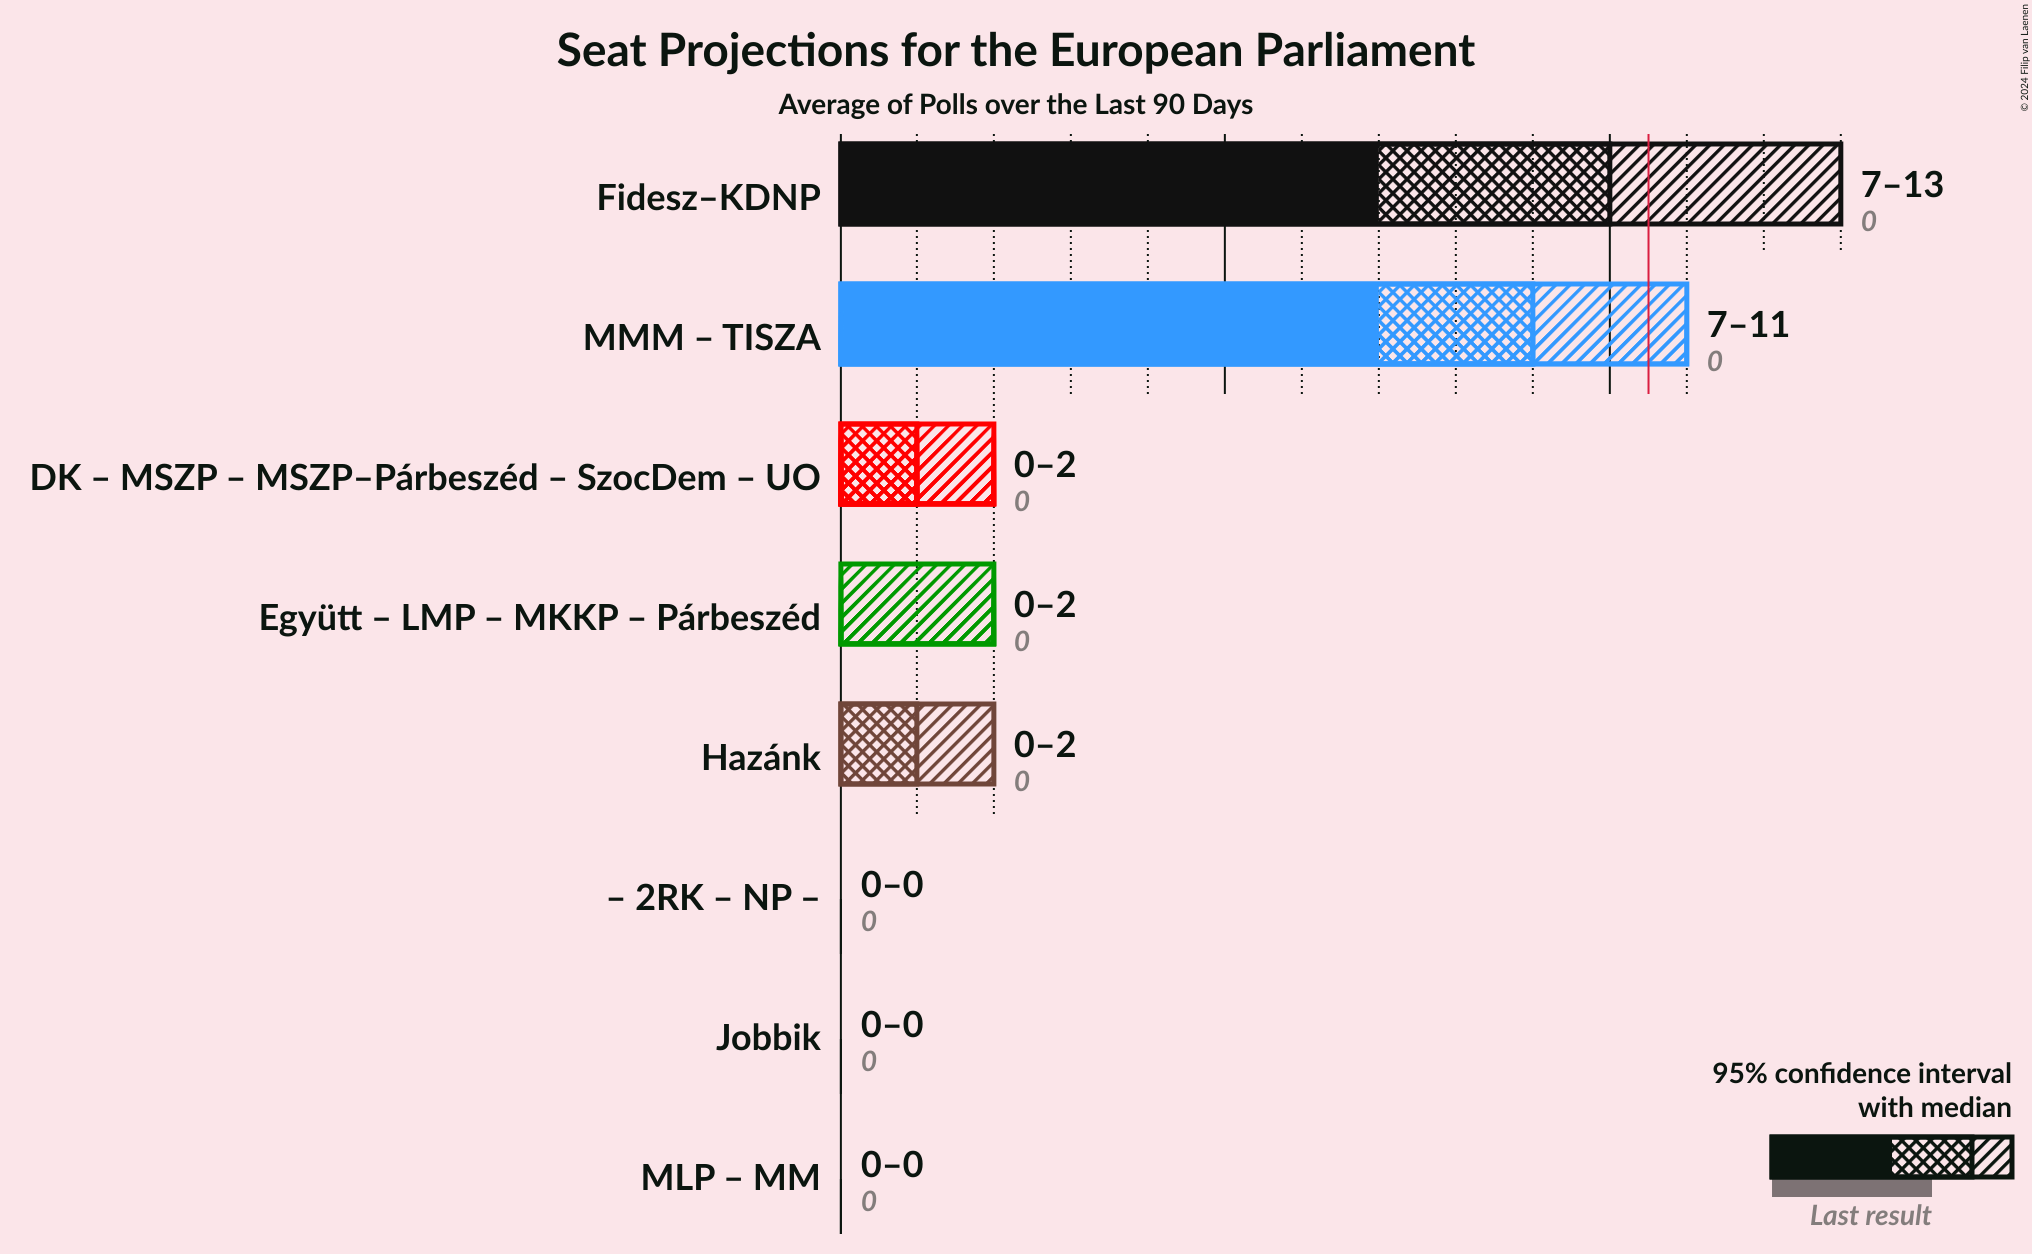 Seat Projections for the European Parliament
Average of Polls over the Last 90 Days
© 2024 Filip van Laenen
Fidesz–KDNP
7–13
0
MMM – TISZA
7–11
0
DK – MSZP – MSZP–Párbeszéd – SzocDem – UO
0–2
0
Együtt – LMP – MKKP – Párbeszéd
0–2
0
Hazánk
0–2
0
– 2RK – NP –
0–0
0
Jobbik
0–0
0
MLP – MM
0–0
0
95% confidence interval
with median
Last result